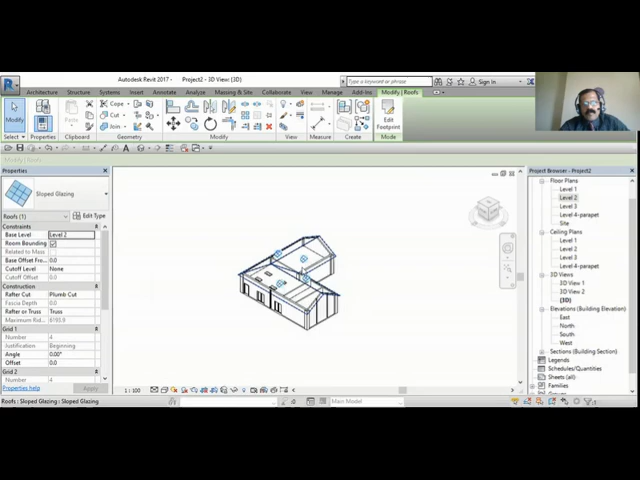 Autodesk Revit 2017 - Project2 - 3D View: {3D}
Type a keyword or phrase
Sign In
Architecture Structure Systems Insert Annotate Analyze Massing & Site Collaborate View Manage Add-Ins Modify | Roofs
Modify
Paste
Cope
Cut
Join
Edit
Footprint
Select Properties Clipboard Geometry Modify View Measure Create Mode
Modify | Roofs
Properties
Sloped Glazing
Roofs (1)
Edit Type
Constraints
Base Level Level 2
Room Bounding
Related to Mass
Base Offset Fro... 0.0
Cutoff Level None
Cutoff Offset 0.0
Construction
Rafter Cut Plumb Cut
Fascia Depth 0.0
Rafter or Truss Truss
Maximum Rid...
Grid 1
Number 4
Justification Beginning
Angle 0.00°
Offset 0.0
Grid 2
Number 4
Properties help
Apply
Project Browser - Project2
Floor Plans
Level 1
Level 2
Level 3
Level 4-parapet
Site
Ceiling Plans
Level 1
Level 2
Level 3
Level 4-parapet
3D Views
3D View 1
3D View 2
{3D}
Elevations (Building Elevation)
East
North
South
West
Sections (Building Section)
Legends
Schedules/Quantities
Sheets (all)
Families
1 : 100
Roofs : Sloped Glazing : Sloped Glazing
Main Model